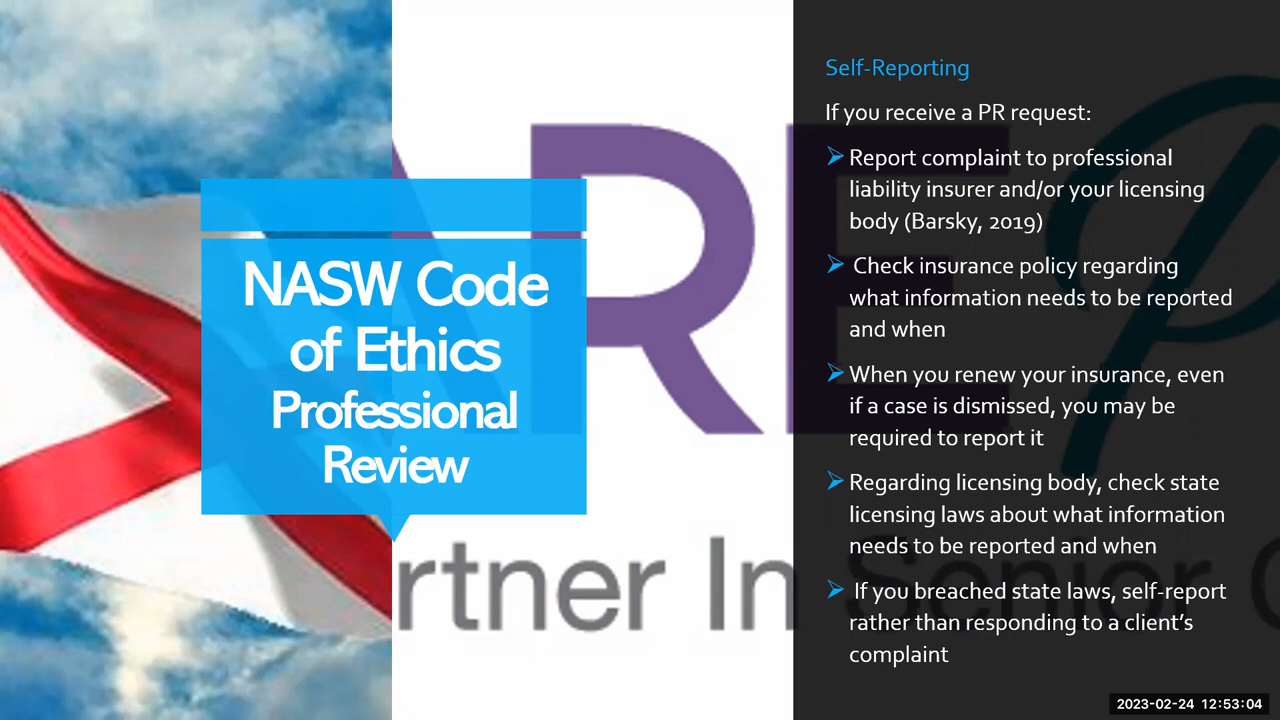 NASW Code
of Ethics
Professional
Review
ARE
rtner In Senior
Self-Reporting
If you receive a PR request:
Report complaint to professional
liability insurer and/or your licensing
body (Barsky, 2019)
Check insurance policy regarding
what information needs to be reported
and when
When you renew your insurance, even
if a case is dismissed, you may be
required to report it
Regarding licensing body, check state
licensing laws about what information
needs to be reported and when
If you breached state laws, self-report
rather than responding to a client’s
complaint
2023-02-24 12:53:04